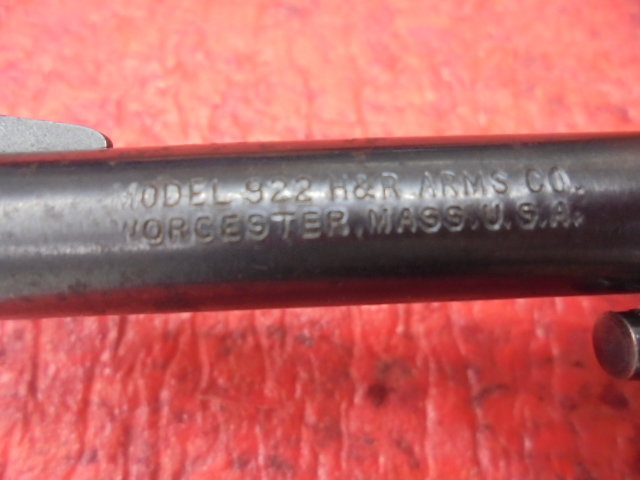 MODEL 922 H&R ARMS CO.
WORCESTER, MASS. U.S.A.